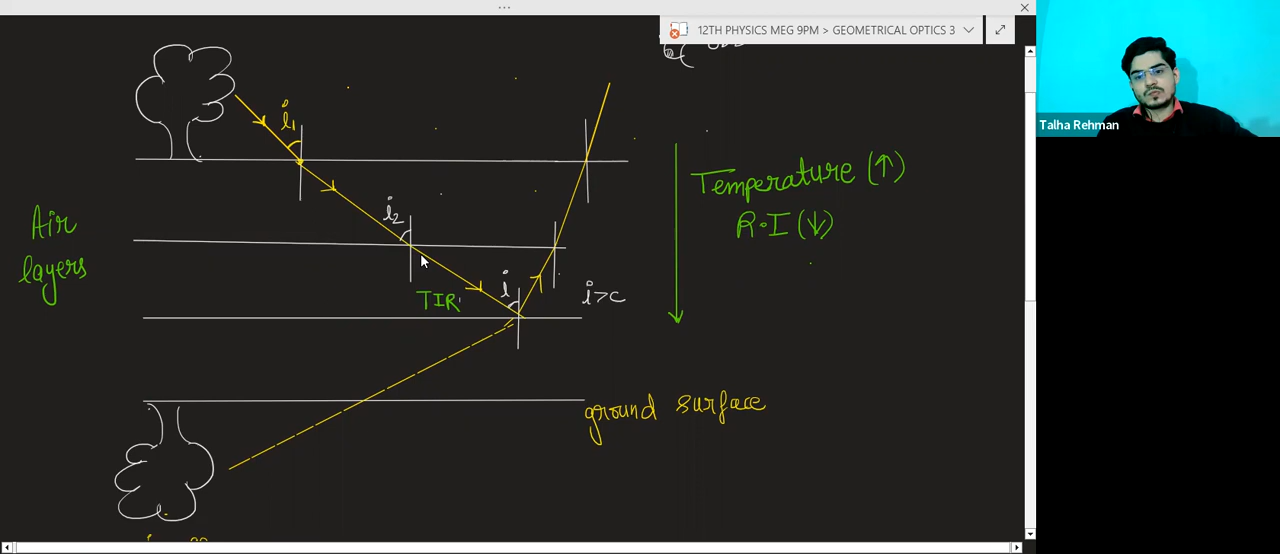 12TH PHYSICS MEG 9PM > GEOMETRICAL OPTICS 3
Talha Rehman
i1
Temperature (↑)
R.I (↓)
i2
Air
layers
TIR
i
i>c
ground surface